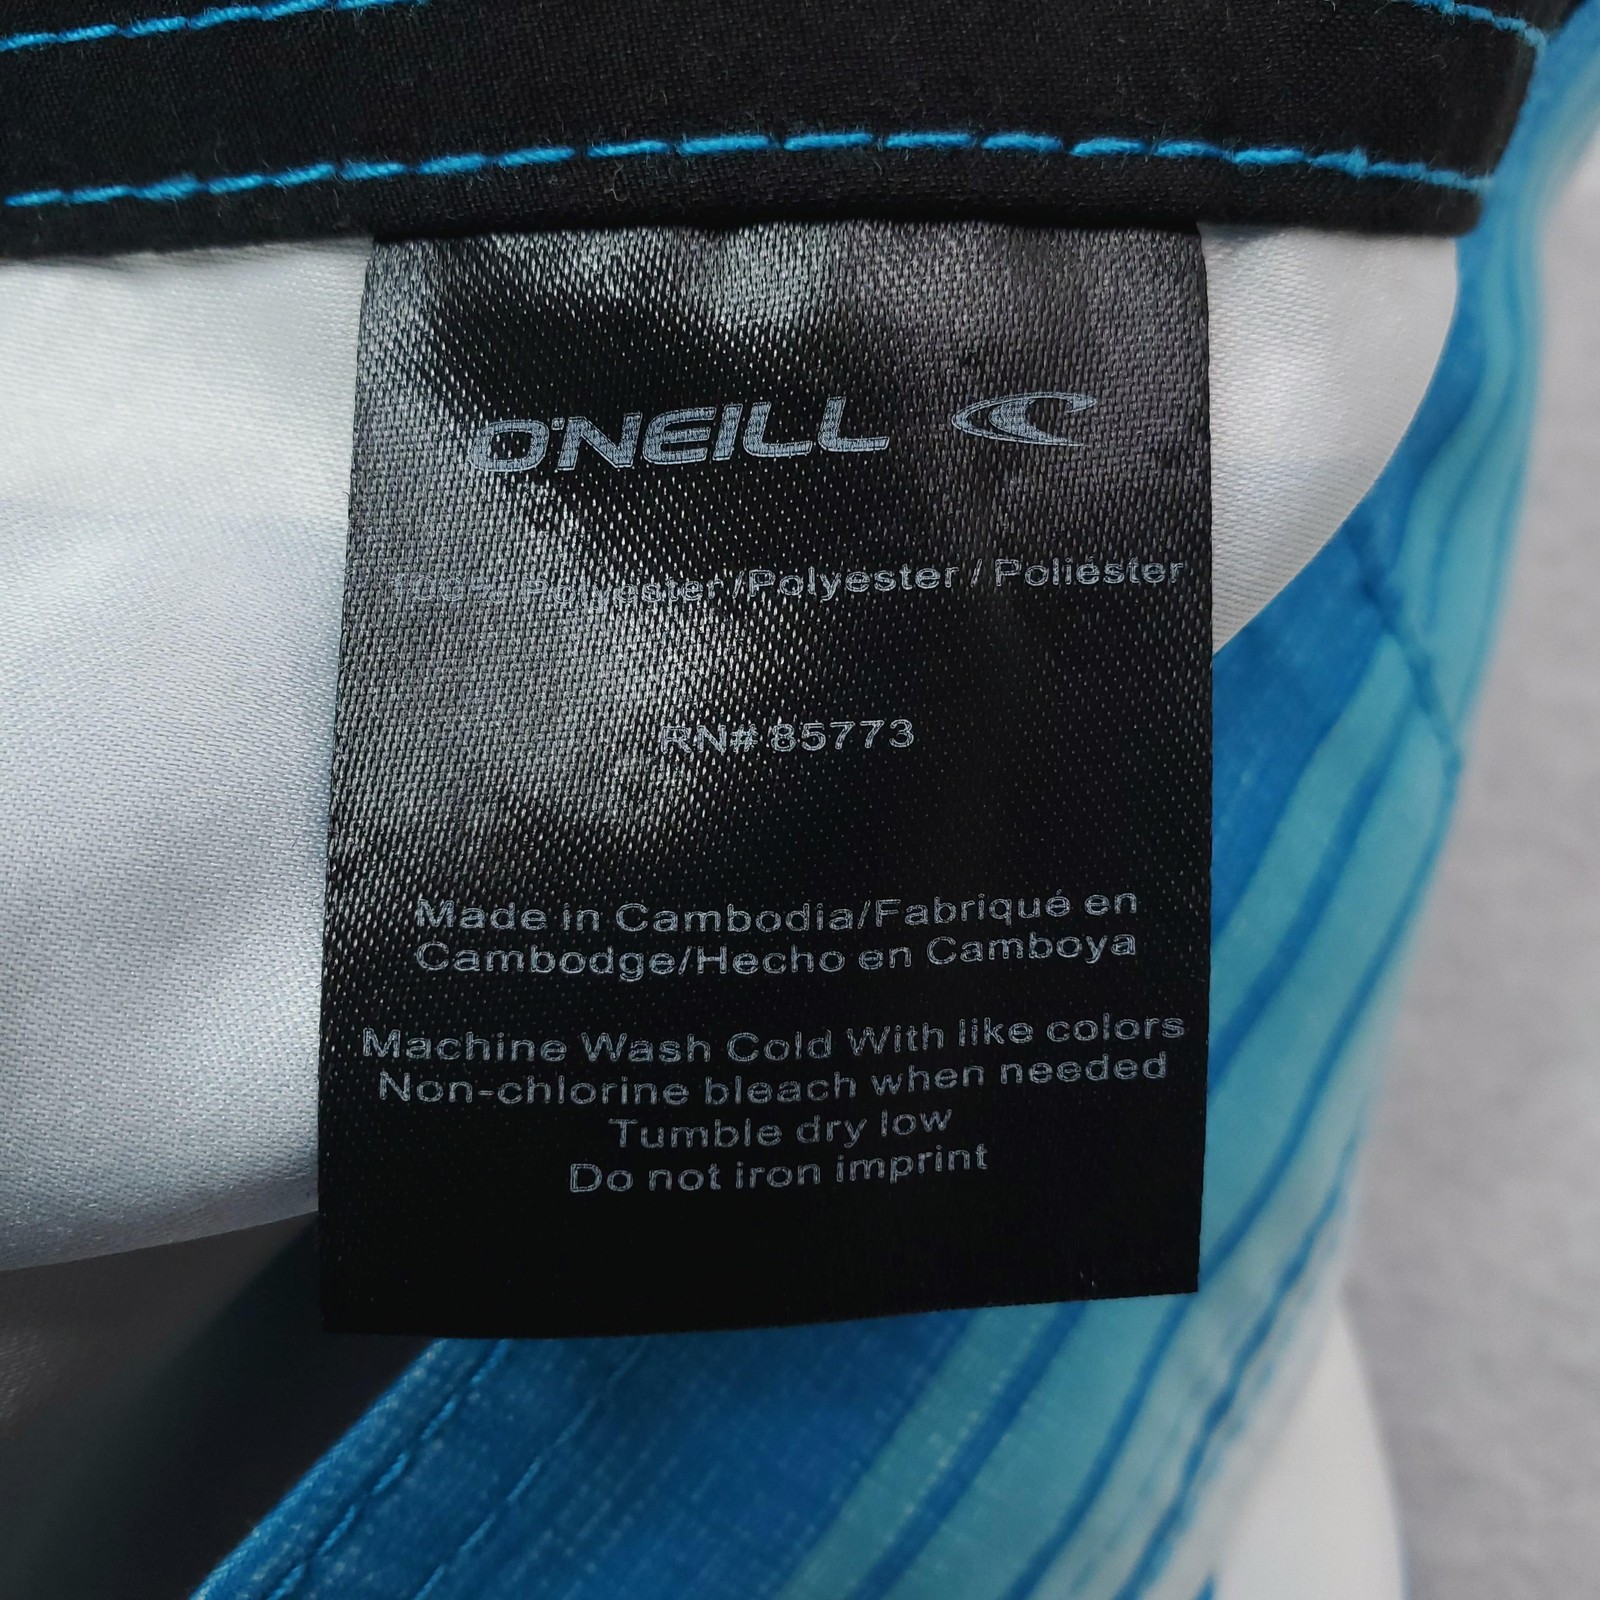 O'NEILL
100% Polyester/Polyester / Poliéster
RN# 85773
Made in Cambodia/Fabriqué en
Cambodge/Hecho en Camboya
Machine Wash Cold With like colors
Non-chlorine bleach when needed
Tumble dry low
Do not iron imprint